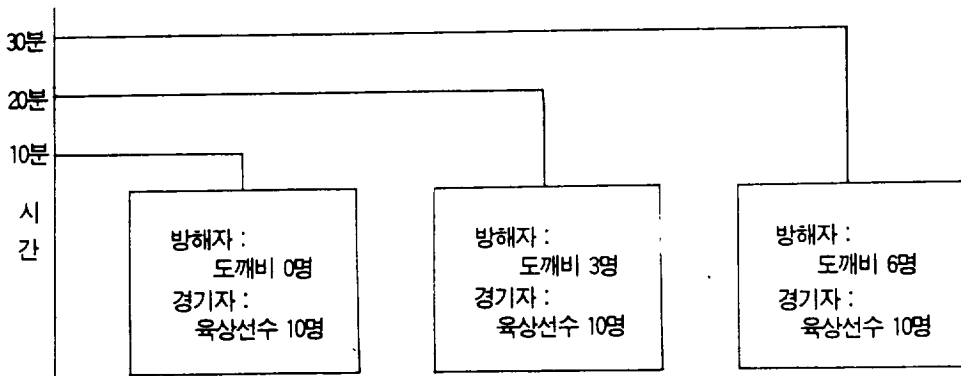 30분
20분
10분
시
간
방해자 :
도깨비 0명
경기자 :
육상선수 10명
방해자 :
도깨비 3명
경기자 :
육상선수 10명
방해자 :
도깨비 6명
경기자 :
육상선수 10명